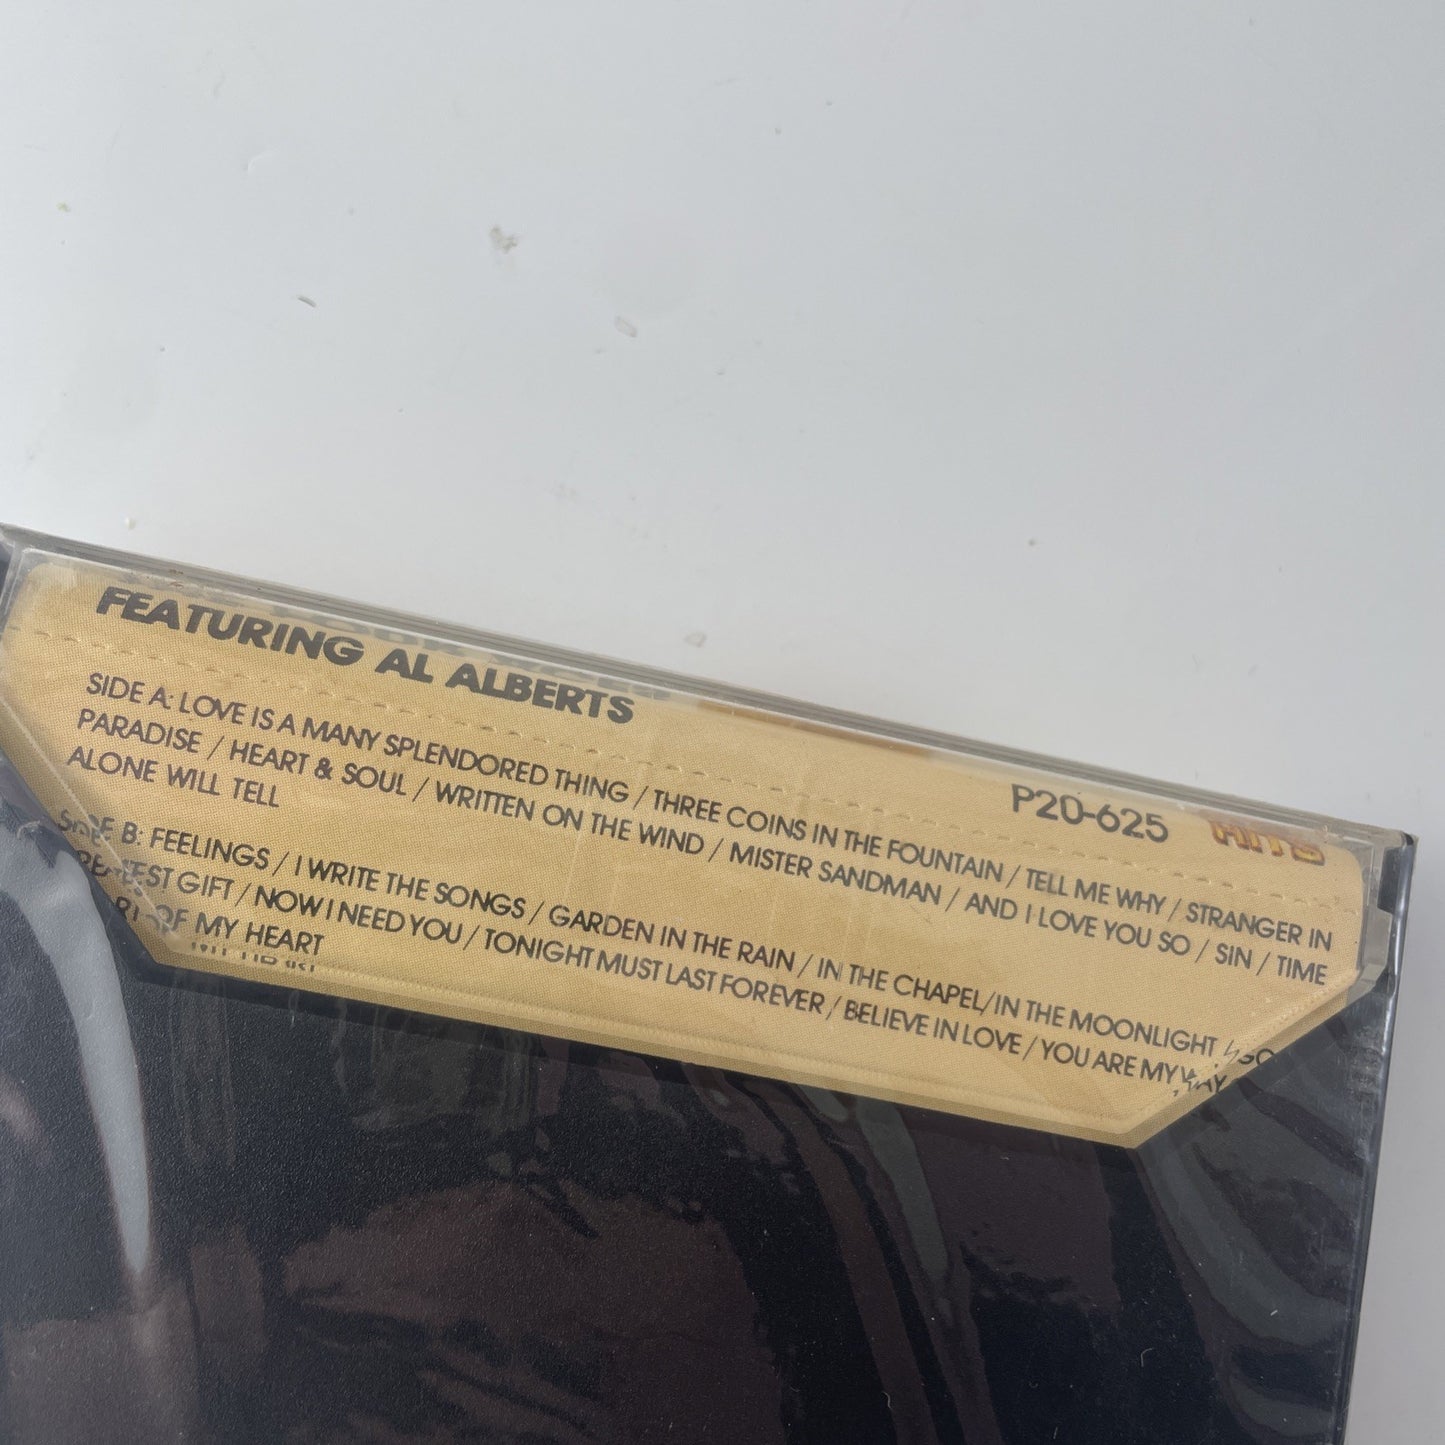 FEATURING AL ALBERTS
P20-625 HITS
SIDE A: LOVE IS A MANY SPLENDORED THING / THREE COINS IN THE FOUNTAIN / TELL ME WHY / STRANGER IN
PARADISE / HEART & SOUL / WRITTEN ON THE WIND / MISTER SANDMAN / AND I LOVE YOU SO / SIN / TIME
ALONE WILL TELL
SIDE B: FEELINGS / I WRITE THE SONGS / GARDEN IN THE RAIN / IN THE CHAPEL/IN THE MOONLIGHT
GIFT / NOW I NEED YOU / TONIGHT MUST LAST FOREVER / BELIEVE IN LOVE / YOU ARE MY
OF MY HEART